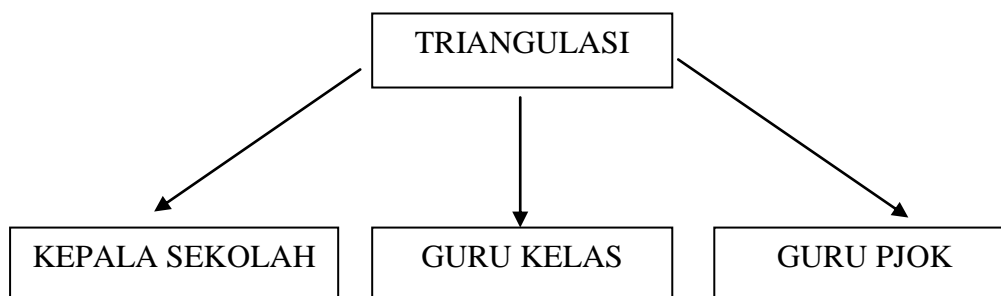 TRIANGULASI
KEPALA SEKOLAH
GURU KELAS
GURU PJOK